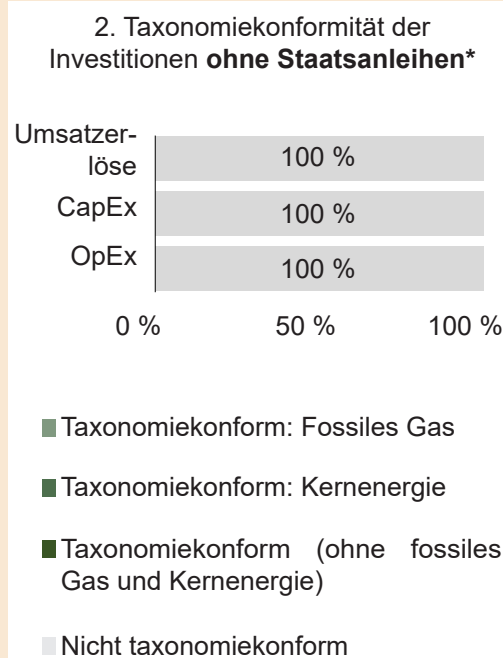 2. Taxonomiekonformität der
Investitionen ohne Staatsanleihen*
Umsatzer-
löse
100 %
CapEx
100 %
OpEx
100 %
0 % 50 % 100 %
Taxonomiekonform: Fossiles Gas
Taxonomiekonform: Kernenergie
Taxonomiekonform (ohne fossiles
Gas und Kernenergie)
Nicht taxonomiekonform